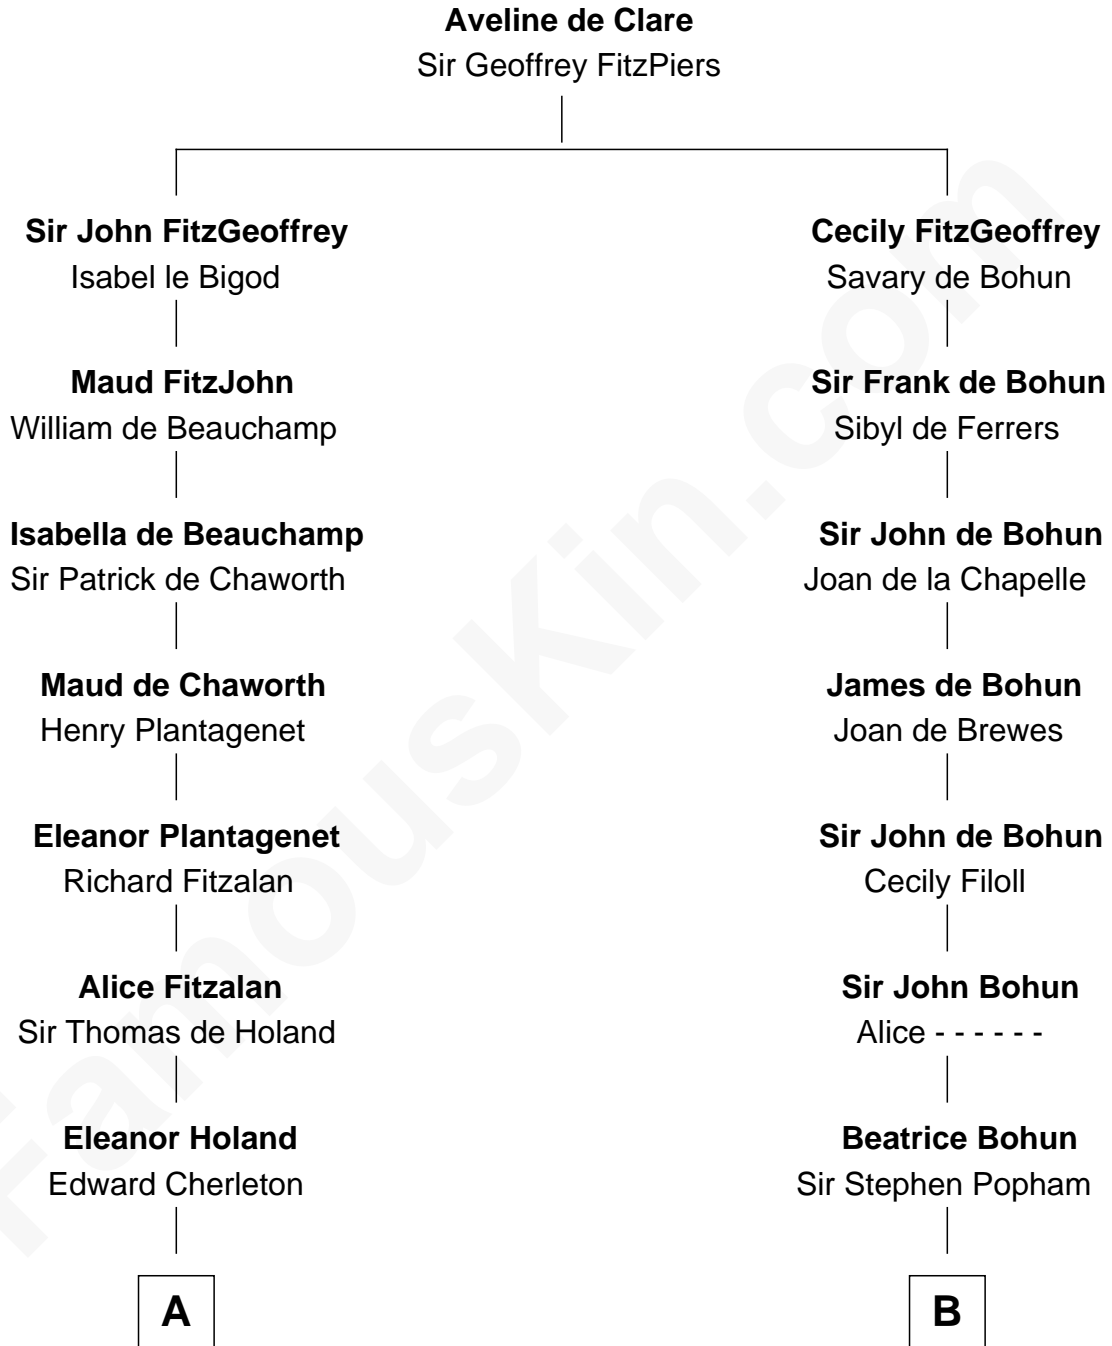 Aveline de Clare
Sir Geoffrey FitzPiers
Sir John FitzGeoffrey
Isabel le Bigod
Cecily FitzGeoffrey
Savary de Bohun
Maud FitzJohn
William de Beauchamp
Sir Frank de Bohun
Sibyl de Ferrers
Isabella de Beauchamp
Sir Patrick de Chaworth
Sir John de Bohun
Joan de la Chapelle
Maud de Chaworth
Henry Plantagenet
James de Bohun
Joan de Brewes
Eleanor Plantagenet
Richard Fitzalan
Sir John de Bohun
Cecily Filoll
Alice Fitzalan
Sir Thomas de Holand
Sir John Bohun
Alice - - - - - -
Eleanor Holand
Edward Cherleton
Beatrice Bohun
Sir Stephen Popham
A
B
FamousKin.com